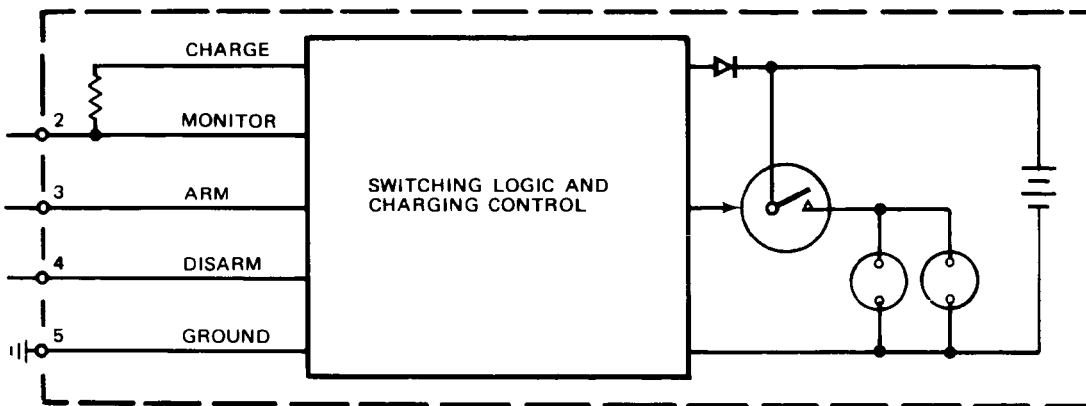 CHARGE
2 MONITOR
3 ARM
4 DISARM
5 GROUND
SWITCHING LOGIC AND
CHARGING CONTROL